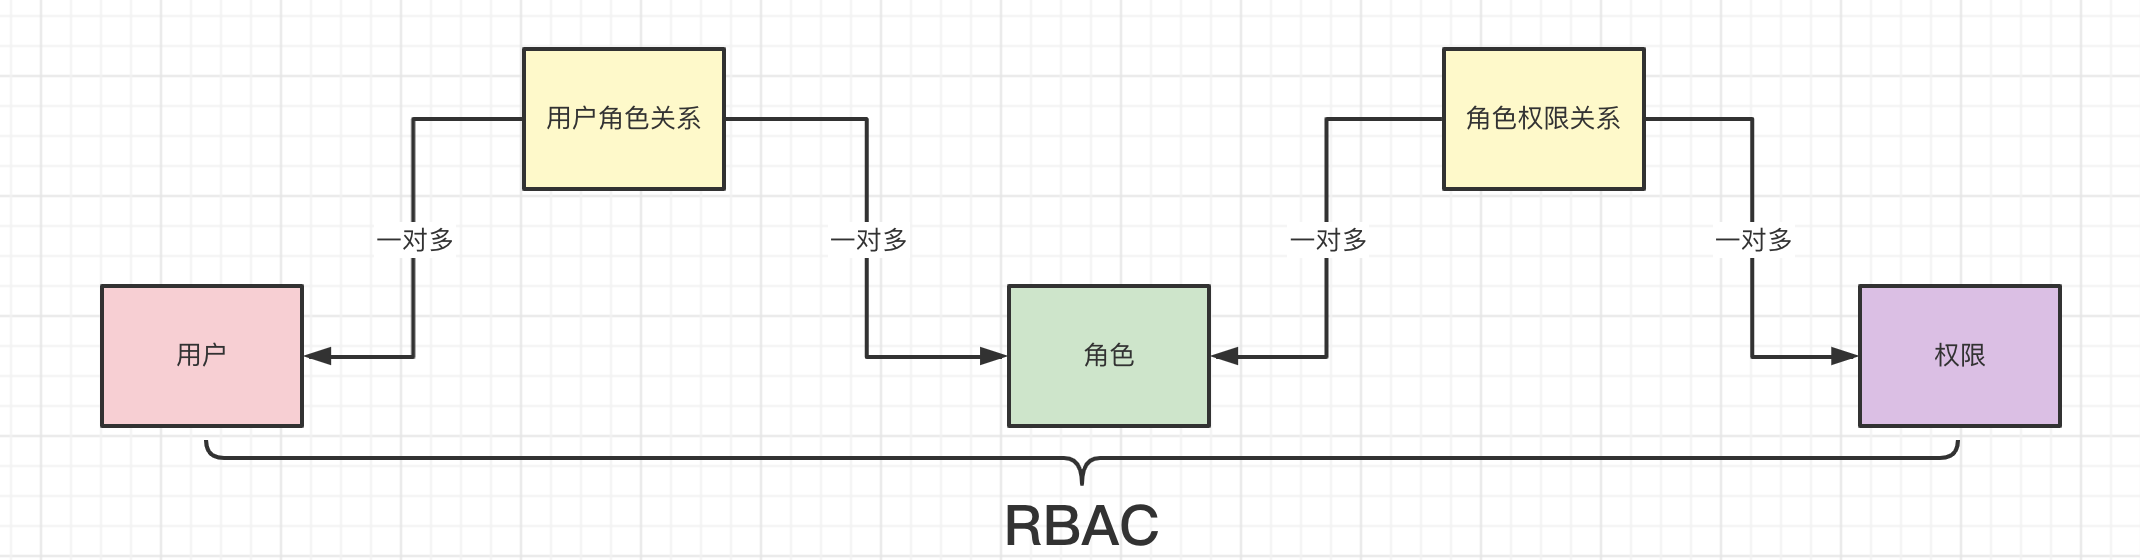 用户角色关系
角色权限关系
一对多
一对多
一对多
一对多
用户
角色
权限
RBAC